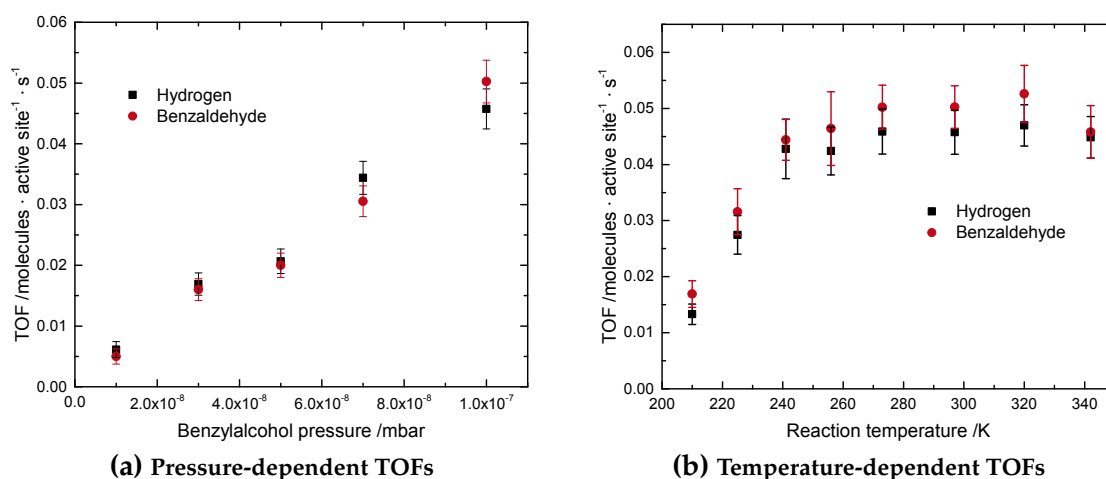 0.06
0.05
0.04
0.03
0.02
0.01
0.00
TOF /molecules · active site⁻¹ · s⁻¹
Hydrogen
Benzaldehyde
0.0 2.0x10⁻⁸ 4.0x10⁻⁸ 6.0x10⁻⁸ 8.0x10⁻⁸ 1.0x10⁻⁷
Benzylalcohol pressure /mbar
(a) Pressure-dependent TOFs
0.06
0.05
0.04
0.03
0.02
0.01
0.00
TOF /molecules · active site⁻¹ · s⁻¹
Hydrogen
Benzaldehyde
200 220 240 260 280 300 320 340
Reaction temperature /K
(b) Temperature-dependent TOFs